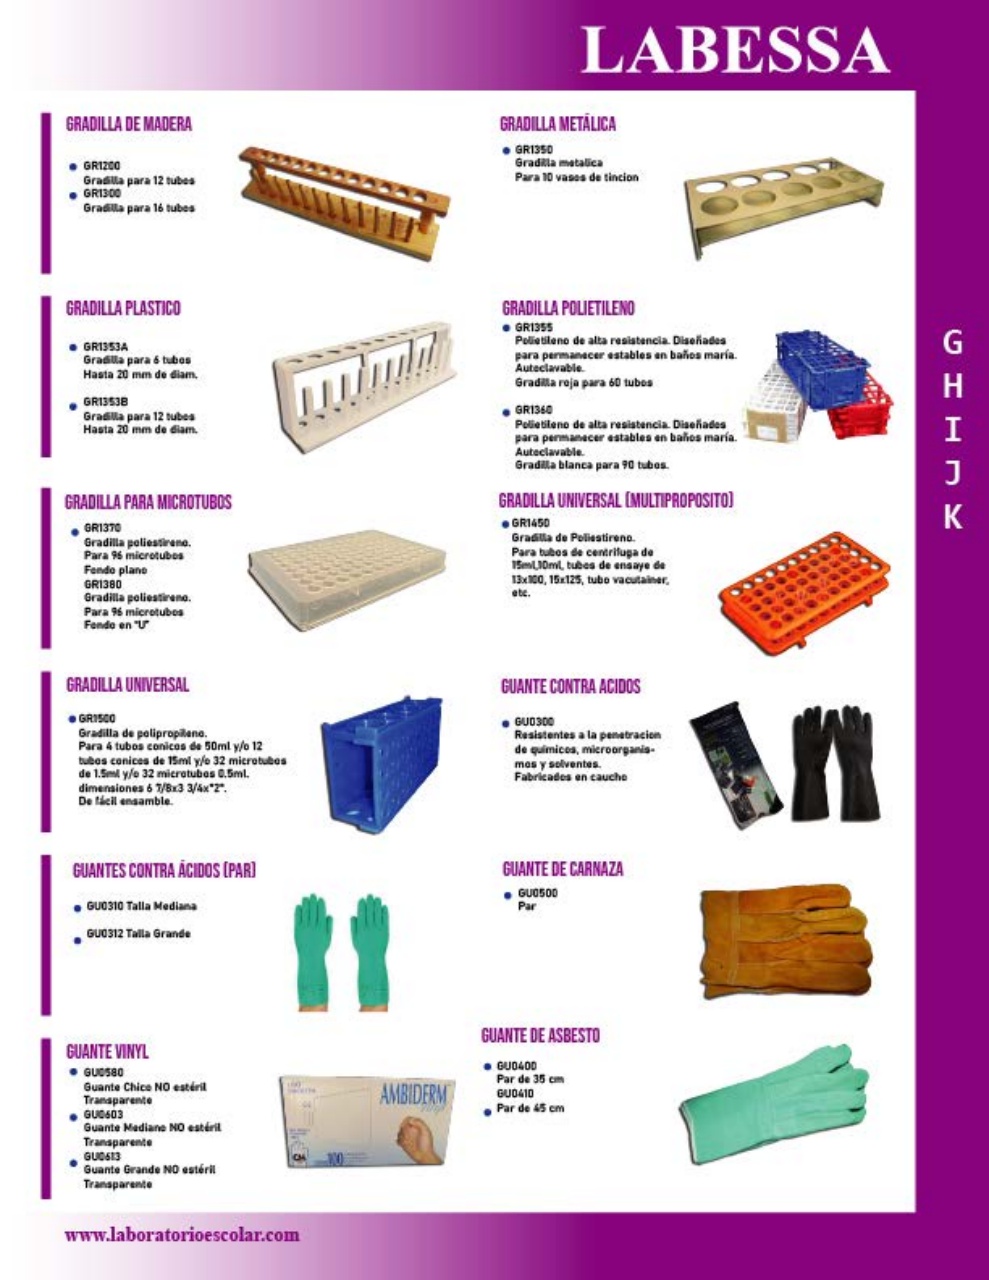 LABESSA
GRADILLA DE MADERA
GR1200
Gradilla para 12 tubos
GR1300
Gradilla para 16 tubos
GRADILLA METÁLICA
GR1350
Gradilla metalica
Para 10 vasos de tincion
GRADILLA PLASTICO
GR1353A
Gradilla para 6 tubos
Hasta 20 mm de diam.
GR1353B
Gradilla para 12 tubos
Hasta 20 mm de diam.
GRADILLA POLIETILENO
GR1355
Polietileno de alta resistencia. Diseñados
para permanecer estables en baños maría.
Autoclavable.
Gradilla roja para 60 tubos
GR1360
Polietileno de alta resistencia. Diseñados
para permanecer estables en baños maría.
Autoclavable.
Gradilla blanca para 90 tubos.
GRADILLA PARA MICROTUBOS
GR1370
Gradilla poliestireno.
Para 96 microtubos
Fondo plano
GR1380
Gradilla poliestireno.
Para 96 microtubos
Fondo en "U"
GRADILLA UNIVERSAL (MULTIPROPOSITO)
GR1450
Gradilla de Poliestireno.
Para tubos de centrifuga de
15ml,10ml, tubos de ensaye de
13x100, 15x125, tubo vacutainer,
etc.
GRADILLA UNIVERSAL
GR1500
Gradilla de polipropileno.
Para 4 tubos conicos de 50ml y/o 12
tubos conicos de 15ml y/o 32 microtubos
de 1.5ml y/o 32 microtubos 0.5ml.
dimensiones 6 7/8x3 3/4x"2".
De fácil ensamble.
GUANTE CONTRA ACIDOS
GU0300
Resistentes a la penetracion
de quimicos, microorganis-
mos y solventes.
Fabricados en caucho
GUANTES CONTRA ÁCIDOS (PAR)
GU0310 Talla Mediana
GU0312 Talla Grande
GUANTE DE CARNAZA
GU0500
Par
GUANTE VINYL
GU0580
Guante Chico NO estéril
Transparente
GU0603
Guante Mediano NO estéril
Transparente
GU0613
Guante Grande NO estéril
Transparente
AMBIDERM
100
GUANTE DE ASBESTO
GU0400
Par de 35 cm
GU0410
Par de 45 cm
G
H
I
J
K
www.laboratorioescolar.com